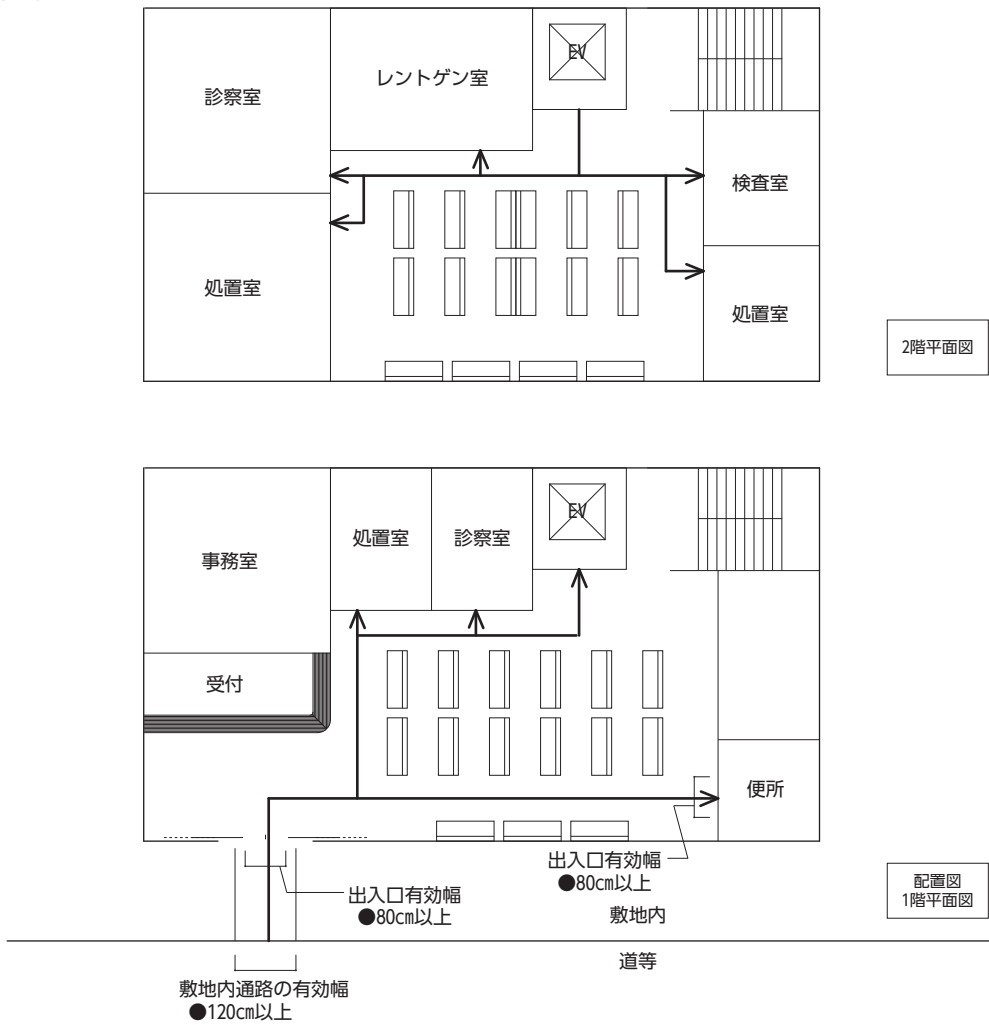 EV
レントゲン室
診察室
検査室
処置室
処置室
2階平面図
EV
処置室
診察室
事務室
受付
便所
出入口有効幅
●80cm以上
出入口有効幅
●80cm以上
敷地内
配置図
1階平面図
道等
敷地内通路の有効幅
●120cm以上